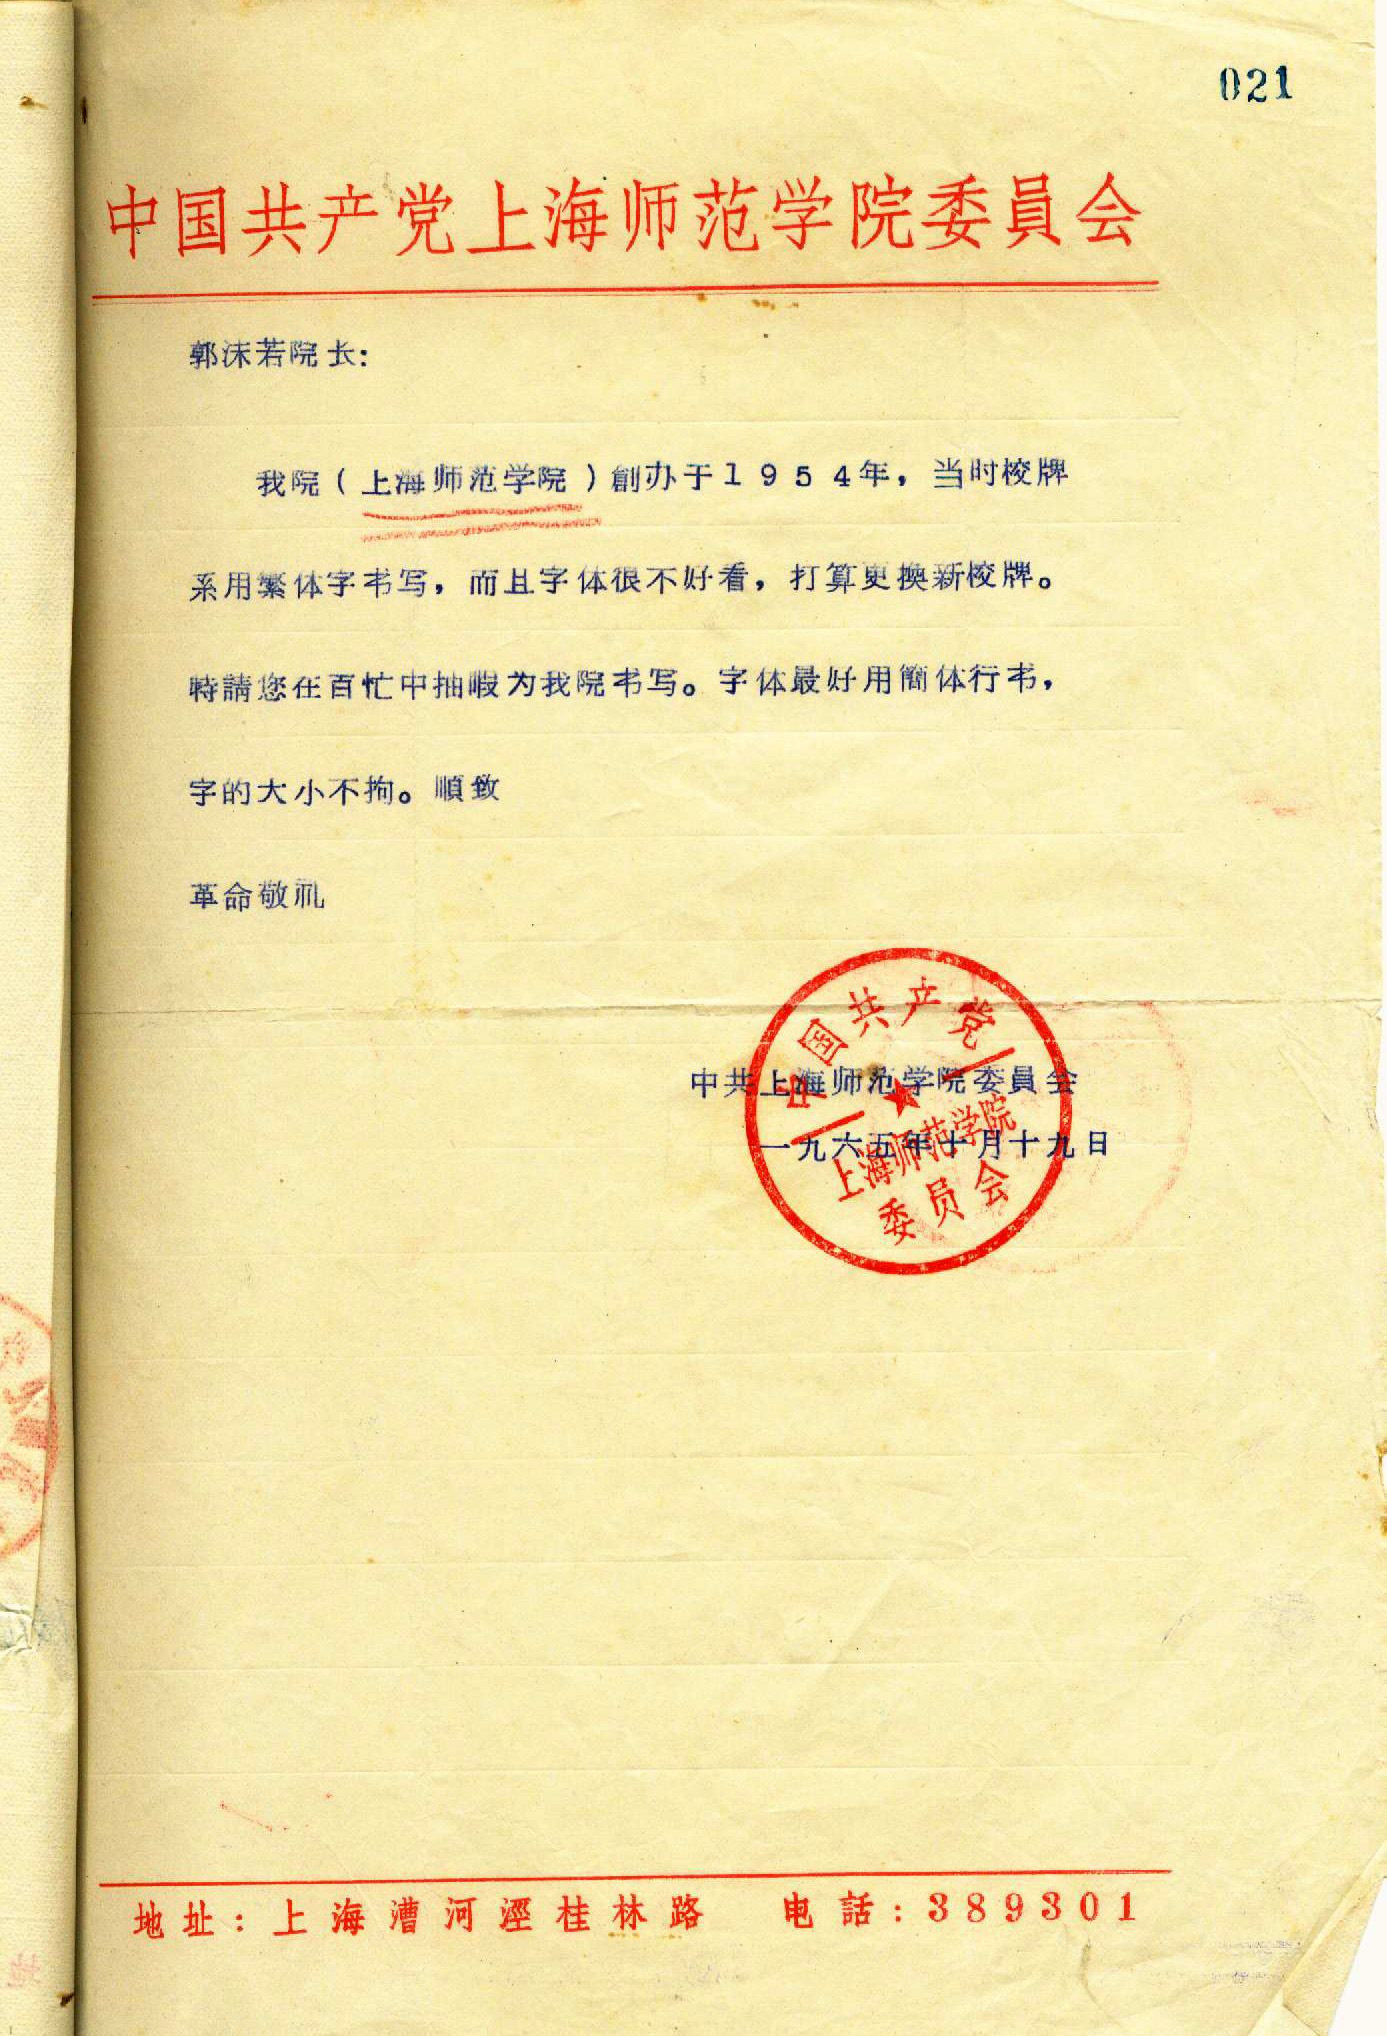 021
中国共产党上海师范学院委員会
郭沫若院长:
我院(上海师范学院)創办于1954年,当时校牌
系用繁体字书写,而且字体很不好看,打算更换新校牌。
特請您在百忙中抽暇为我院书写。字体最好用簡体行书,
字的大小不拘。順致
革命敬礼
中国共产党
上海师范学院
委员会
中共上海师范学院委員会
一九六五年十月十九日
地址:上海漕河涇桂林路 电話:389301